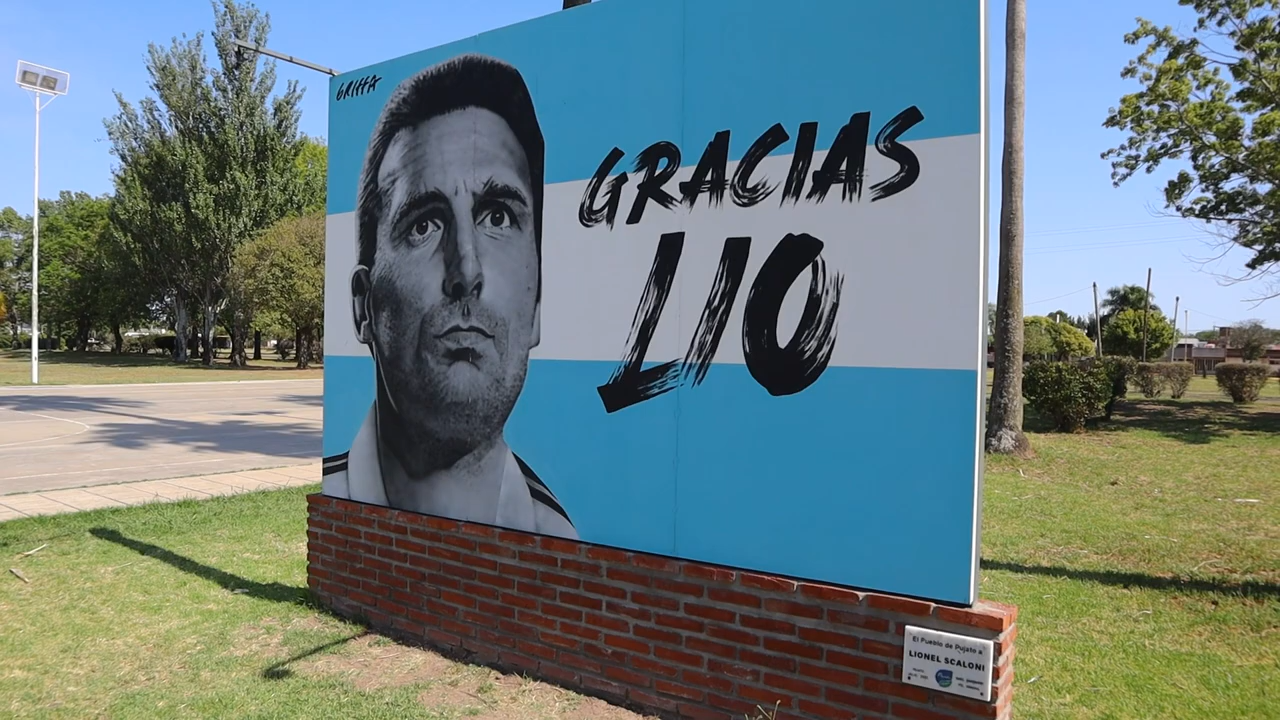 GRIFFA
GRACIAS
LIO
El Pueblo de Pujato a
LIONEL SCALONI